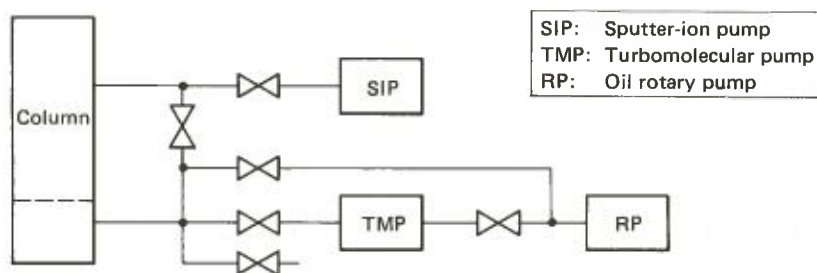 SIP: Sputter-ion pump
TMP: Turbomolecular pump
RP: Oil rotary pump
SIP
Column
TMP
RP